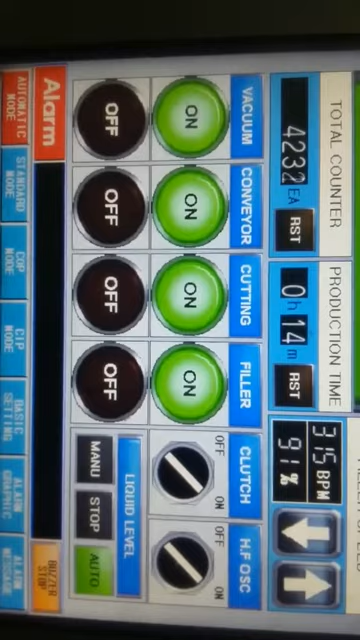 TOTAL COUNTER
4232 EA
RST
PRODUCTION TIME
0h 14m
RST
315 BPM
91 %
VACUUM
CONVEYOR
CUTTING
FILLER
CLUTCH
H.F OSC
ON
ON
ON
ON
OFF
ON
OFF
ON
OFF
OFF
OFF
OFF
LIQUID LEVEL
MANU
STOP
AUTO
Alarm
BUZZER
STOP
AUTOMATIC
MODE
STANDARD
MODE
COP
MODE
CIP
MODE
BASIC
SETTING
ALARM
GRAPHIC
ALARM
MESSAGE